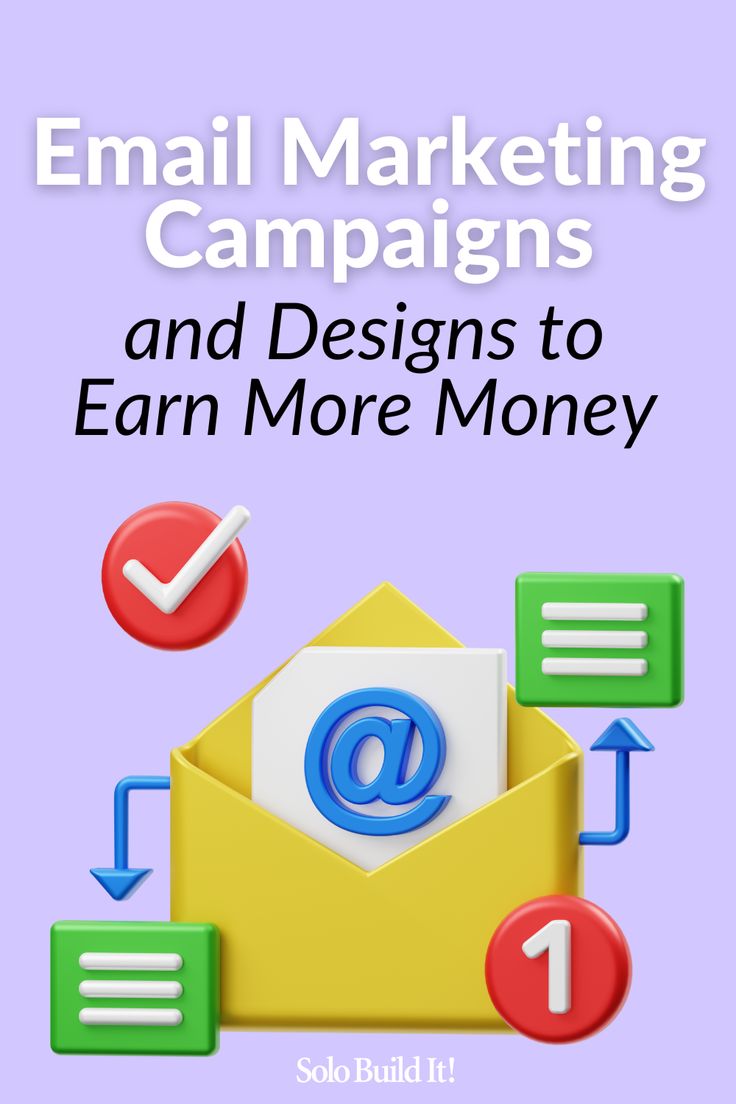 Email Marketing
Campaigns
and Designs to
Earn More Money
@
1
Solo Build It!